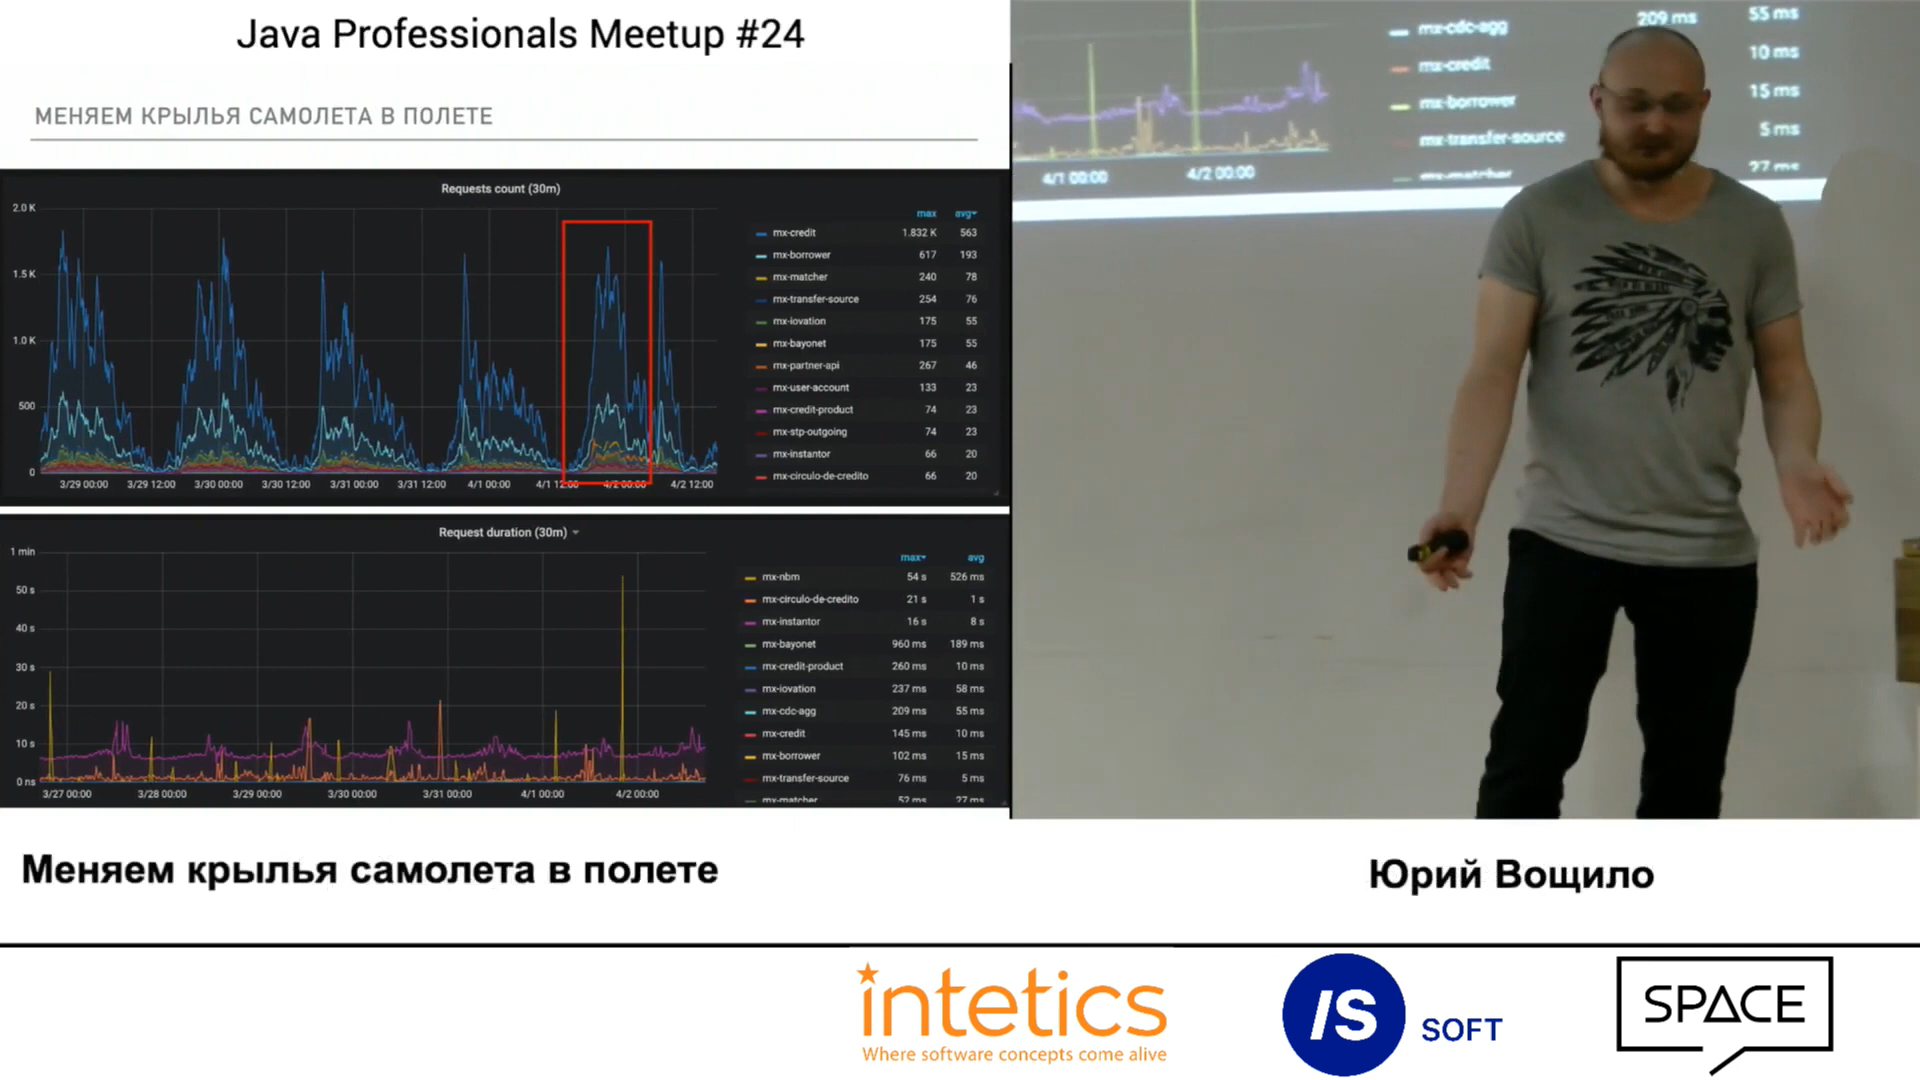 Java Professionals Meetup #24
МЕНЯЕМ КРЫЛЬЯ САМОЛЕТА В ПОЛЕТЕ
Requests count (30m)
2.0 K
1.5 K
1.0 K
500
0
3/29 00:00 3/29 12:00 3/30 00:00 3/30 12:00 3/31 00:00 3/31 12:00 4/1 00:00 4/1 12:00 4/2 00:00 4/2 12:00
max avg
mx-credit 1.832 K 563
mx-borrower 617 193
mx-matcher 240 78
mx-transfer-source 254 76
mx-iovation 175 55
mx-bayonet 175 55
mx-partner-api 267 46
mx-user-account 133 23
mx-credit-product 74 23
mx-stp-outgoing 74 23
mx-instantor 66 20
mx-circulo-de-credito 66 20
Request duration (30m)
1 min
50 s
40 s
30 s
20 s
10 s
0 ns
3/27 00:00 3/28 00:00 3/29 00:00 3/30 00:00 3/31 00:00 4/1 00:00 4/2 00:00
max avg
mx-nbm 54 s 526 ms
mx-circulo-de-credito 21 s 1 s
mx-instantor 16 s 8 s
mx-bayonet 960 ms 189 ms
mx-credit-product 260 ms 10 ms
mx-iovation 237 ms 58 ms
mx-cdc-agg 209 ms 55 ms
mx-credit 145 ms 10 ms
mx-borrower 102 ms 15 ms
mx-transfer-source 76 ms 5 ms
mx-matcher 52 ms 27 ms
mx-cdc-agg 209 ms 55 ms
mx-credit 10 ms
mx-borrower 15 ms
mx-transfer-source 5 ms
mx-matcher 27 ms
4/1 00:00 4/2 00:00
Меняем крылья самолета в полете
Юрий Вощило
intetics
Where software concepts come alive
IS SOFT
SPACE